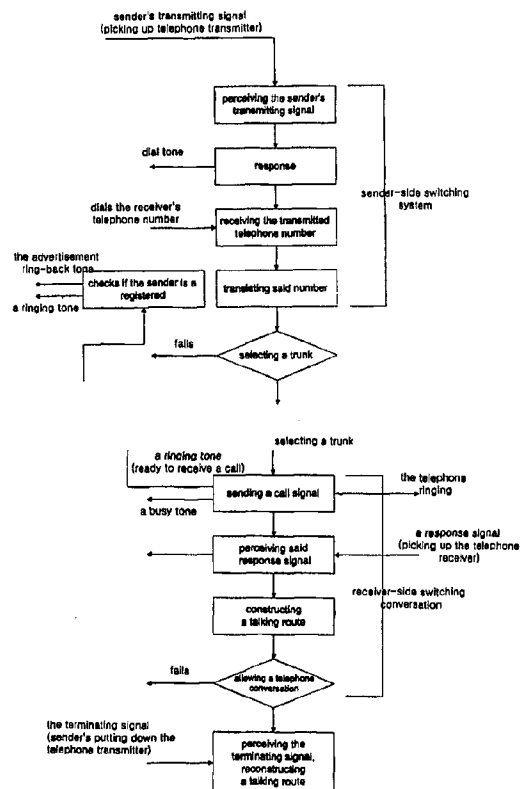 sender's transmitting signal
(picking up telephone transmitter)
perceiving the sender's
transmitting signal
dial tone
response
sender-side switching
system
dials the receiver's
telephone number
receiving the transmitted
telephone number
the advertisement
ring-back tone
checks if the sender is a
registered
a ringing tone
translating said number
fails
selecting a trunk
selecting a trunk
a ringing tone
(ready to receive a call)
the telephone
ringing
sending a call signal
a busy tone
a response signal
(picking up the telephone
receiver)
perceiving said
response signal
receiver-side switching
conversation
constructing
a talking route
fails
allowing a telephone
conversation
the terminating signal
(sender's putting down the
telephone transmitter)
perceiving the
terminating signal,
reconstructing
a talking route